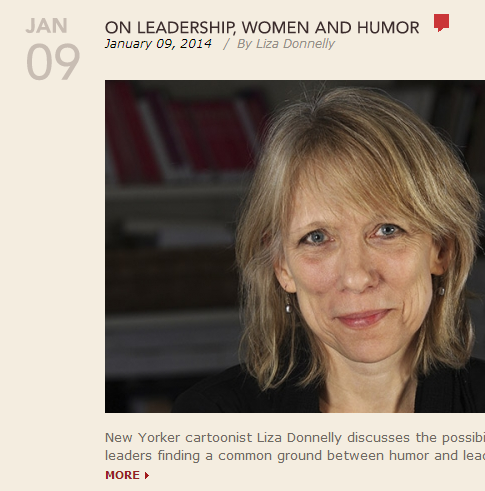 JAN
09
ON LEADERSHIP, WOMEN AND HUMOR
January 09, 2014 / By Liza Donnelly
New Yorker cartoonist Liza Donnelly discusses the possibi
leaders finding a common ground between humor and lea
MORE